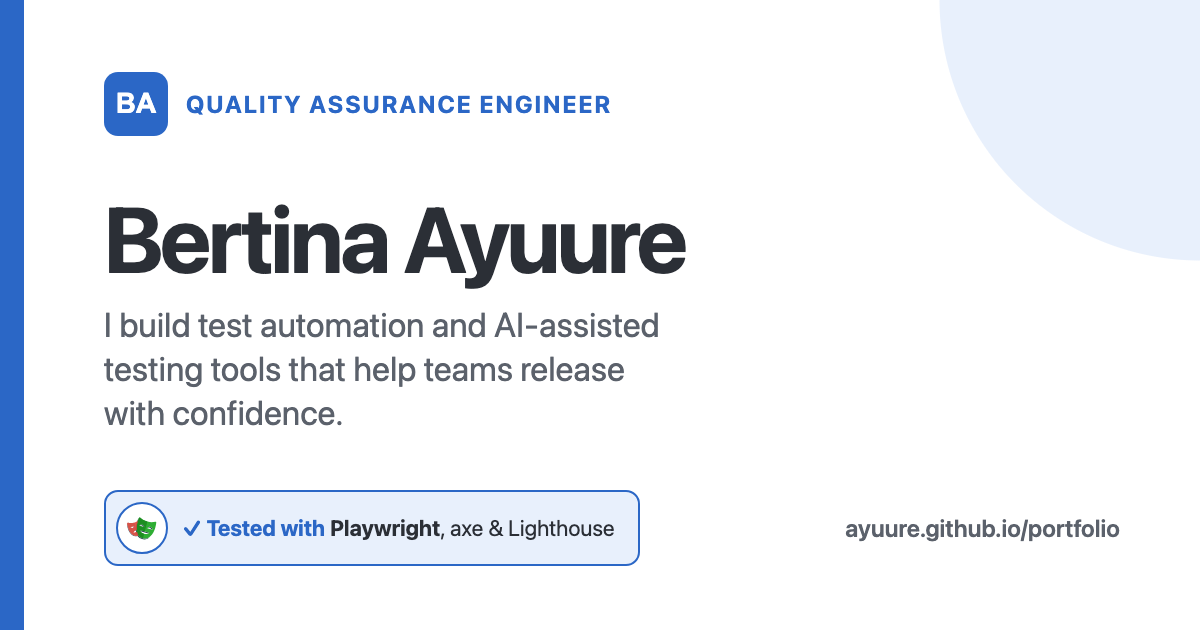 BA
QUALITY ASSURANCE ENGINEER
Bertina Ayuure
I build test automation and AI-assisted
testing tools that help teams release
with confidence.
✓ Tested with Playwright, axe & Lighthouse
ayuure.github.io/portfolio